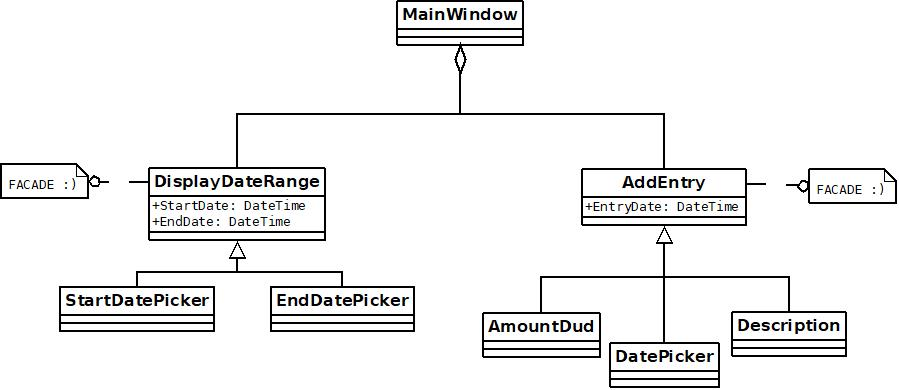 MainWindow
FACADE :)
DisplayDateRange
+StartDate: DateTime
+EndDate: DateTime
AddEntry
+EntryDate: DateTime
FACADE :)
StartDatePicker
EndDatePicker
AmountDud
DatePicker
Description